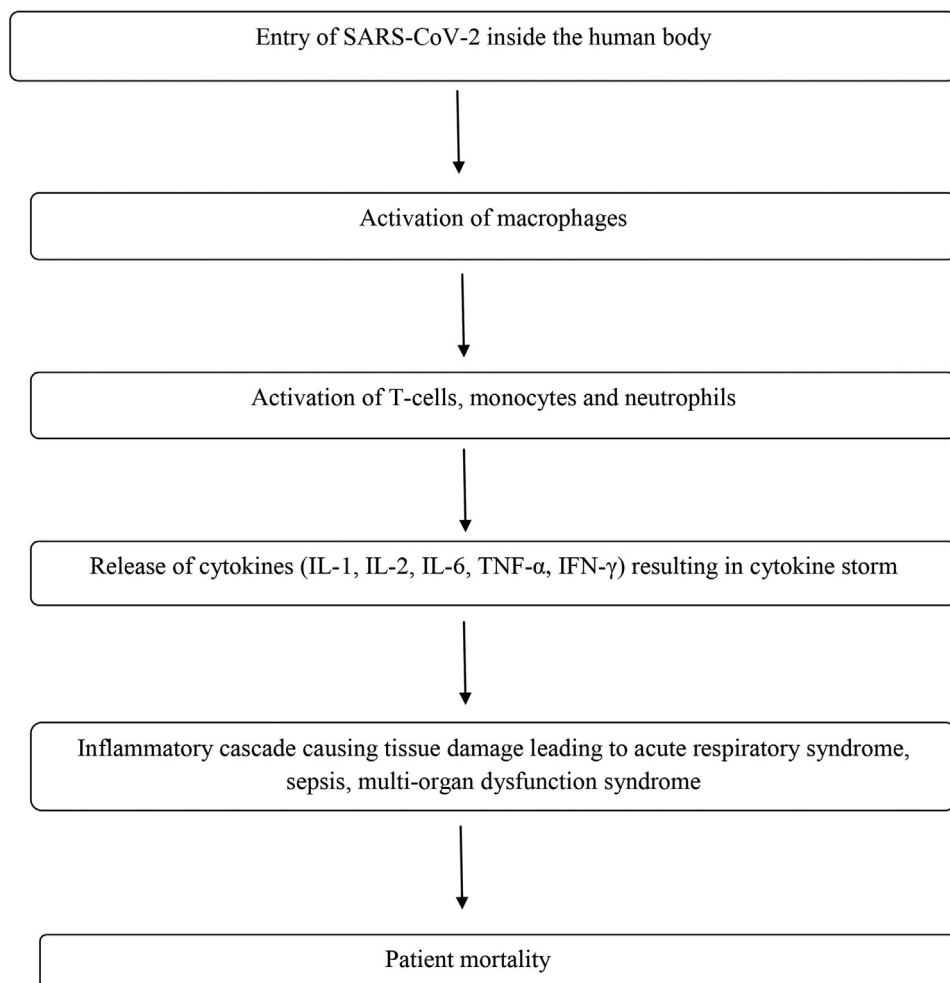 Entry of SARS-CoV-2 inside the human body
Activation of macrophages
Activation of T-cells, monocytes and neutrophils
Release of cytokines (IL-1, IL-2, IL-6, TNF-α, IFN-γ) resulting in cytokine storm
Inflammatory cascade causing tissue damage leading to acute respiratory syndrome,
sepsis, multi-organ dysfunction syndrome
Patient mortality